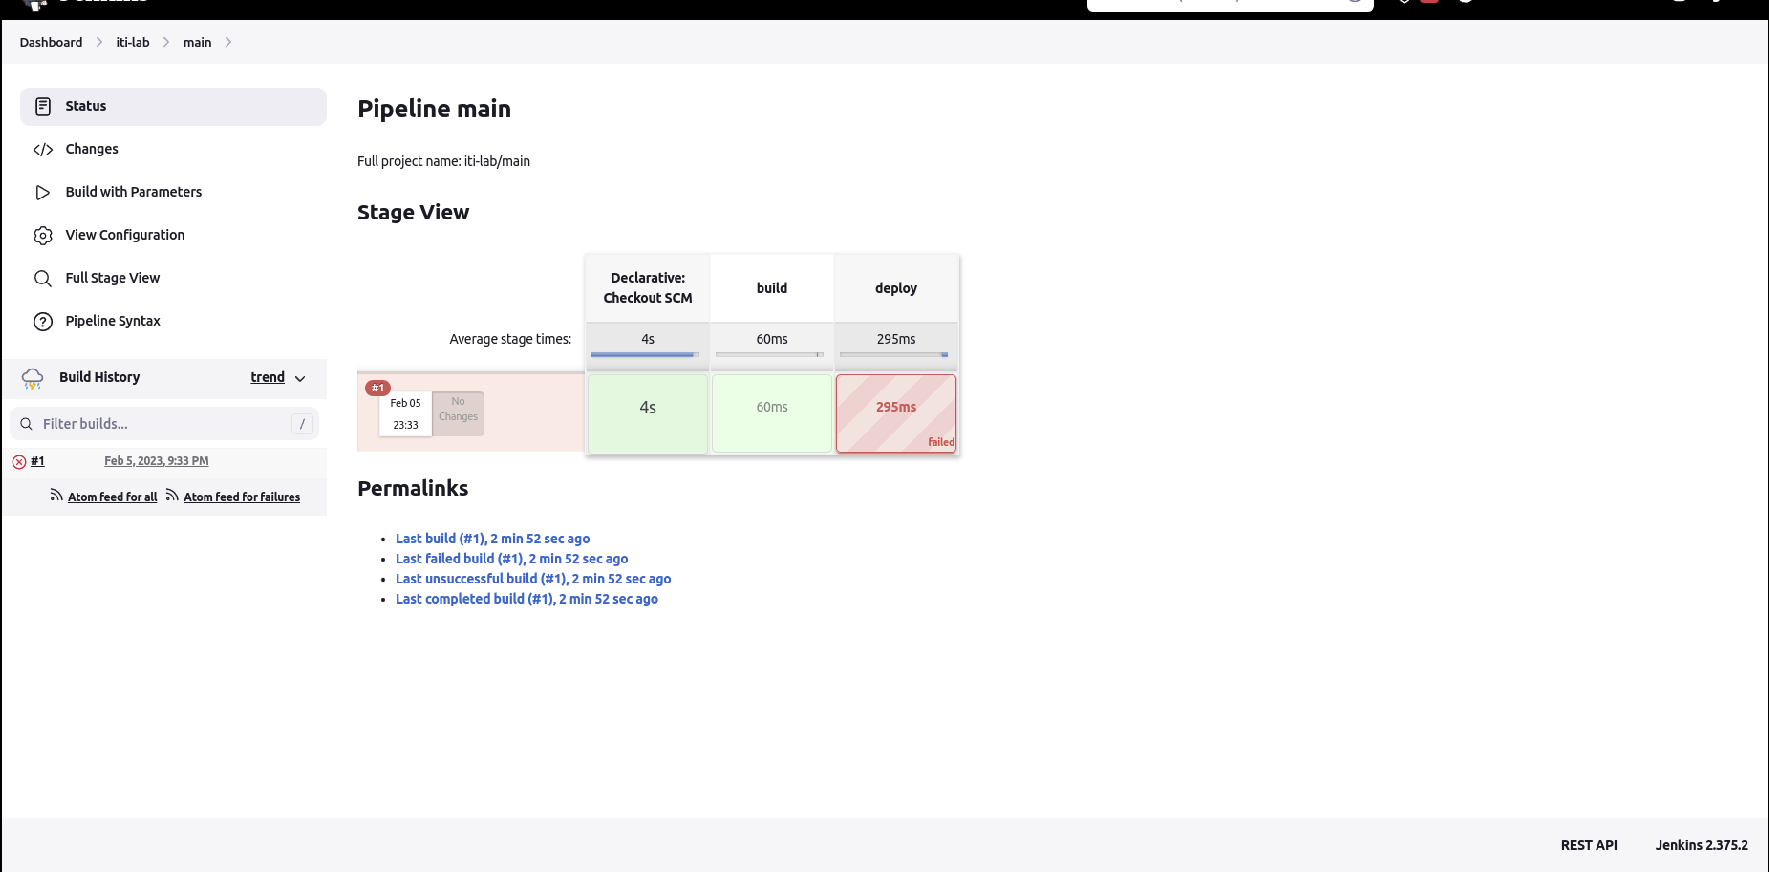 Dashboard
iti-lab
main
Status
Changes
Build with Parameters
View Configuration
Full Stage View
Pipeline Syntax
Build History
trend
Filter builds...
/
#1
Feb 5, 2023, 9:33 PM
Atom feed for all
Atom feed for failures
Pipeline main
Full project name: iti-lab/main
Stage View
Declarative:
Checkout SCM
build
deploy
Average stage times:
4s
60ms
295ms
#1
Feb 05
23:33
No
Changes
4s
60ms
295ms
failed
Permalinks
Last build (#1), 2 min 52 sec ago
Last failed build (#1), 2 min 52 sec ago
Last unsuccessful build (#1), 2 min 52 sec ago
Last completed build (#1), 2 min 52 sec ago
REST API
Jenkins 2.375.2